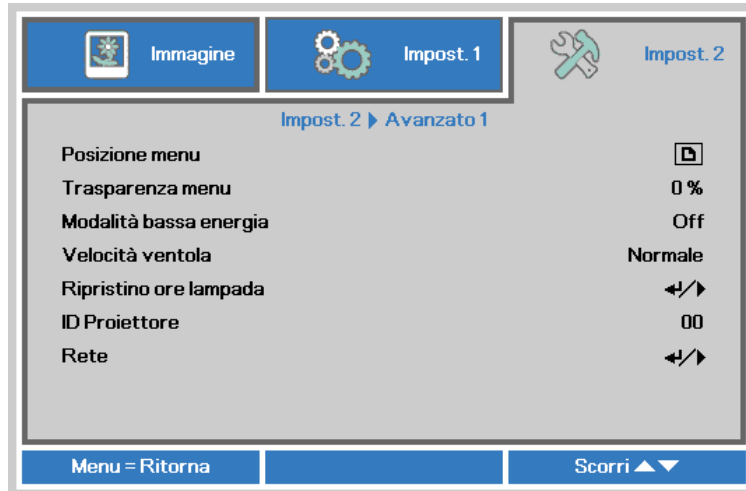 Immagine
Impost. 1
Impost. 2
Impost. 2 ▶ Avanzato 1
Posizione menu
Trasparenza menu 0 %
Modalità bassa energia Off
Velocità ventola Normale
Ripristino ore lampada ↵/▶
ID Proiettore 00
Rete ↵/▶
Menu = Ritorna
Scorri ▲▼